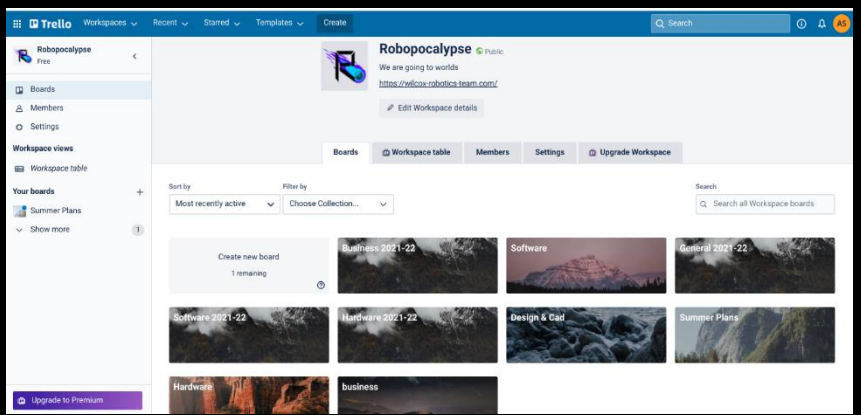 Trello
Workspaces
Recent
Starred
Templates
Create
Search
AS
Robopocalypse
Free
Boards
Members
Settings
Workspace views
Workspace table
Your boards
Summer Plans
Show more
1
Upgrade to Premium
Robopocalypse Public
We are going to worlds
https://wilcox-robotics-team.com/
Edit Workspace details
Boards
Workspace table
Members
Settings
Upgrade Workspace
Sort by
Most recently active
Filter by
Choose Collection...
Search
Search all Workspace boards
Create new board
1 remaining
Business 2021-22
Software
General 2021-22
Software 2021-22
Hardware 2021-22
Design & Cad
Summer Plans
Hardware
business